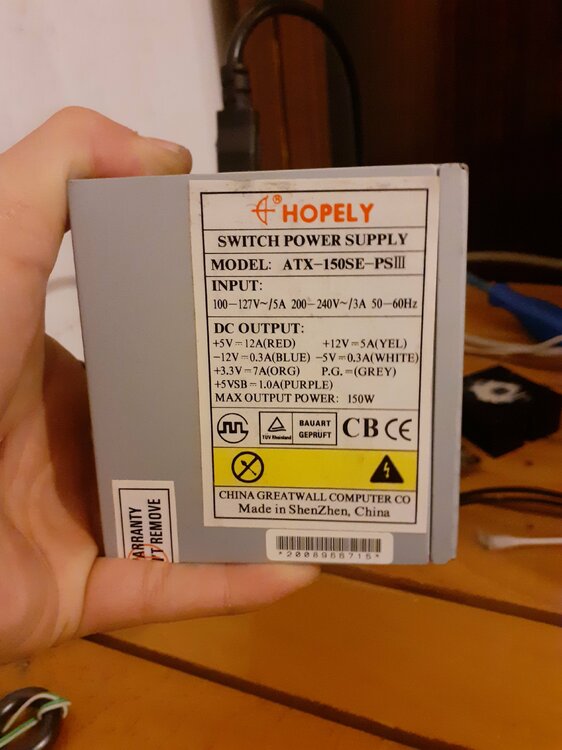 ® HOPELY
SWITCH POWER SUPPLY
MODEL: ATX-150SE-PSIII
INPUT:
100-127V~/5A 200-240V~/3A 50-60Hz
DC OUTPUT:
+5V⎓12A(RED) +12V⎓5A(YEL)
-12V⎓0.3A(BLUE) -5V⎓0.3A(WHITE)
+3.3V⎓7A(ORG) P.G.=(GREY)
+5VSB⎓1.0A(PURPLE)
MAX OUTPUT POWER: 150W
TÜV Rheinland
BAUART
GEPRÜFT
CB CE
CHINA GREATWALL COMPUTER CO
Made in ShenZhen, China
WARRANTY
REMOVE